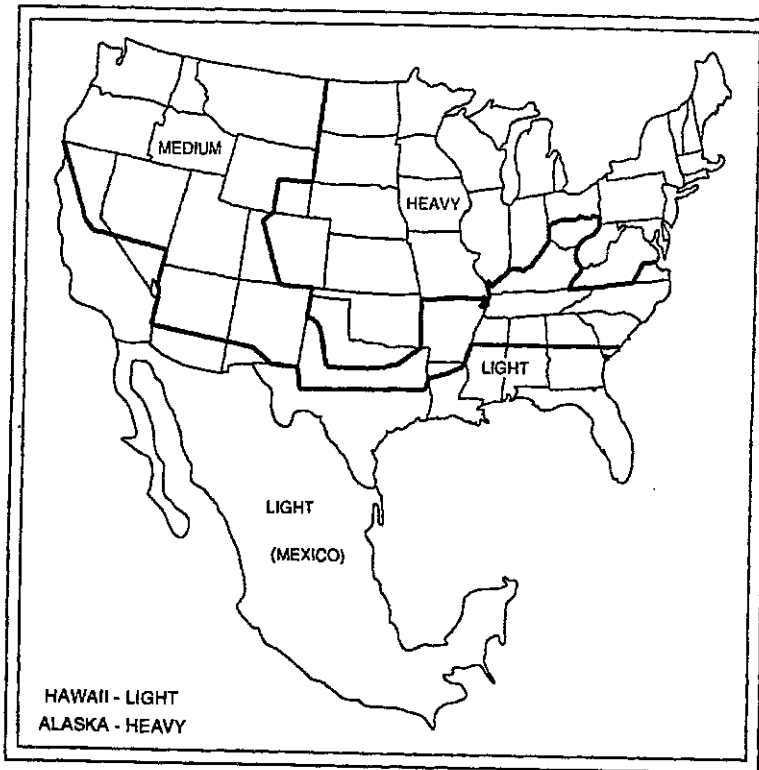 MEDIUM
HEAVY
LIGHT
LIGHT
(MEXICO)
HAWAII - LIGHT
ALASKA - HEAVY